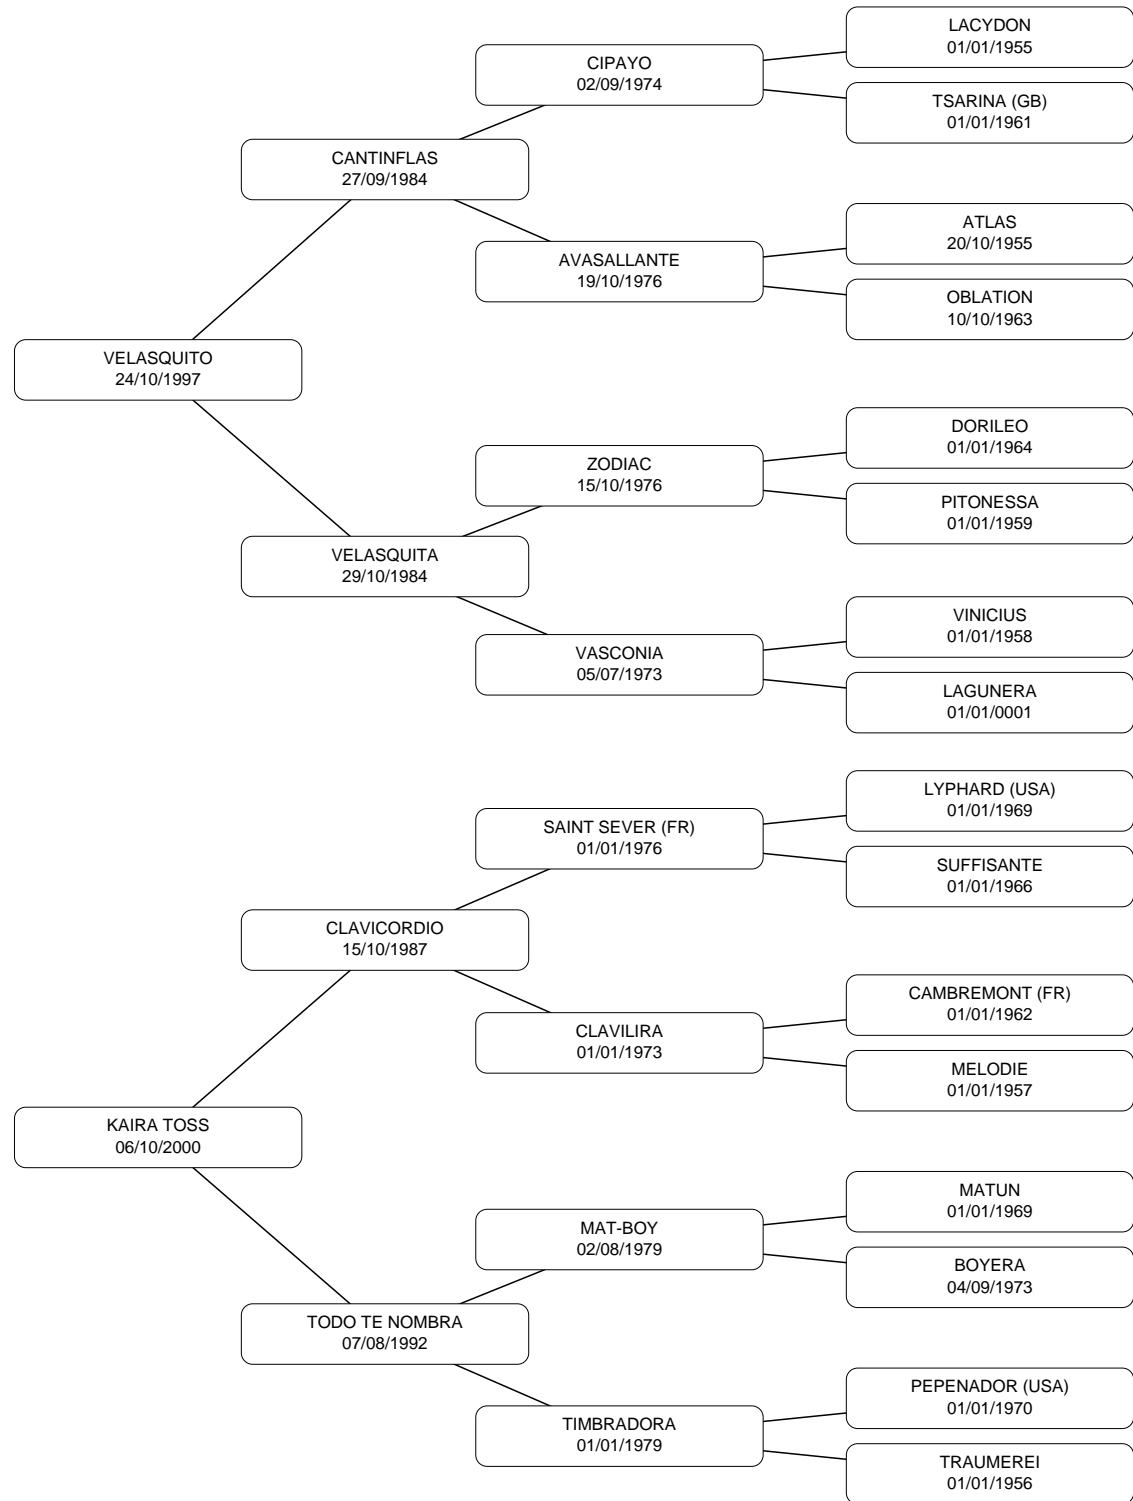 LACYDON
01/01/1955
CIPAYO
02/09/1974
TSARINA (GB)
01/01/1961
CANTINFLAS
27/09/1984
ATLAS
20/10/1955
AVASALLANTE
19/10/1976
OBLATION
10/10/1963
VELASQUITO
24/10/1997
DORILEO
01/01/1964
ZODIAC
15/10/1976
PITONESSA
01/01/1959
VELASQUITA
29/10/1984
VINICIUS
01/01/1958
VASCONIA
05/07/1973
LAGUNERA
01/01/0001
LYPHARD (USA)
01/01/1969
SAINT SEVER (FR)
01/01/1976
SUFFISANTE
01/01/1966
CLAVICORDIO
15/10/1987
CAMBREMONT (FR)
01/01/1962
CLAVILIRA
01/01/1973
MELODIE
01/01/1957
KAIRA TOSS
06/10/2000
MATUN
01/01/1969
MAT-BOY
02/08/1979
BOYERA
04/09/1973
TODO TE NOMBRA
07/08/1992
PEPENADOR (USA)
01/01/1970
TIMBRADORA
01/01/1979
TRAUMEREI
01/01/1956